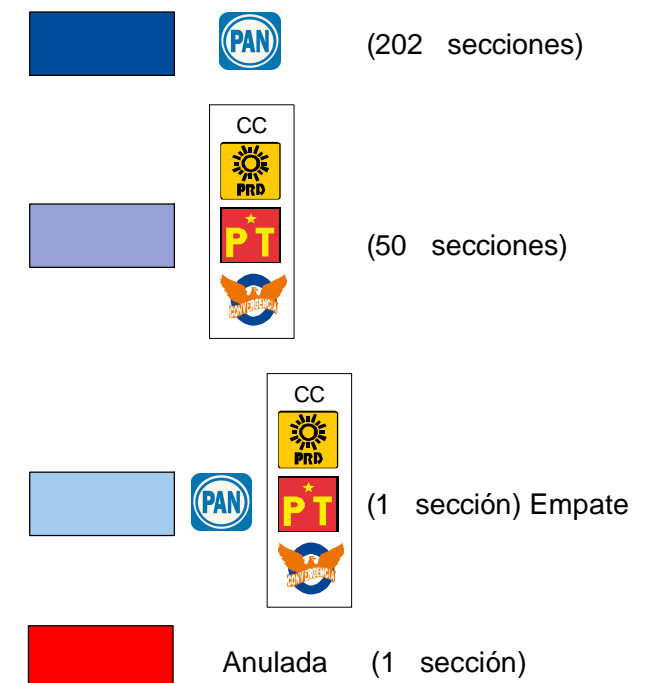 PAN (202 secciones)
CC
PRD
PT (50 secciones)
CONVERGENCIA
CC
PRD
PAN PT (1 sección) Empate
CONVERGENCIA
Anulada (1 sección)